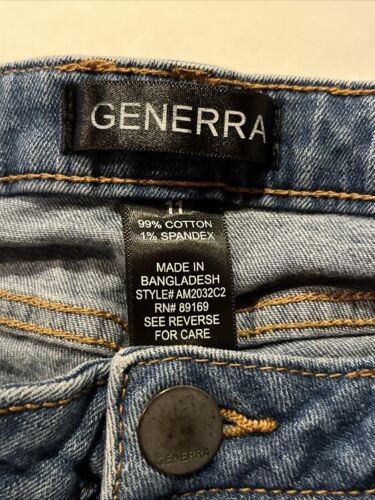 GENERRA
11
99% COTTON
1% SPANDEX
MADE IN
BANGLADESH
STYLE# AM2032C2
RN# 89169
SEE REVERSE
FOR CARE
GENERRA